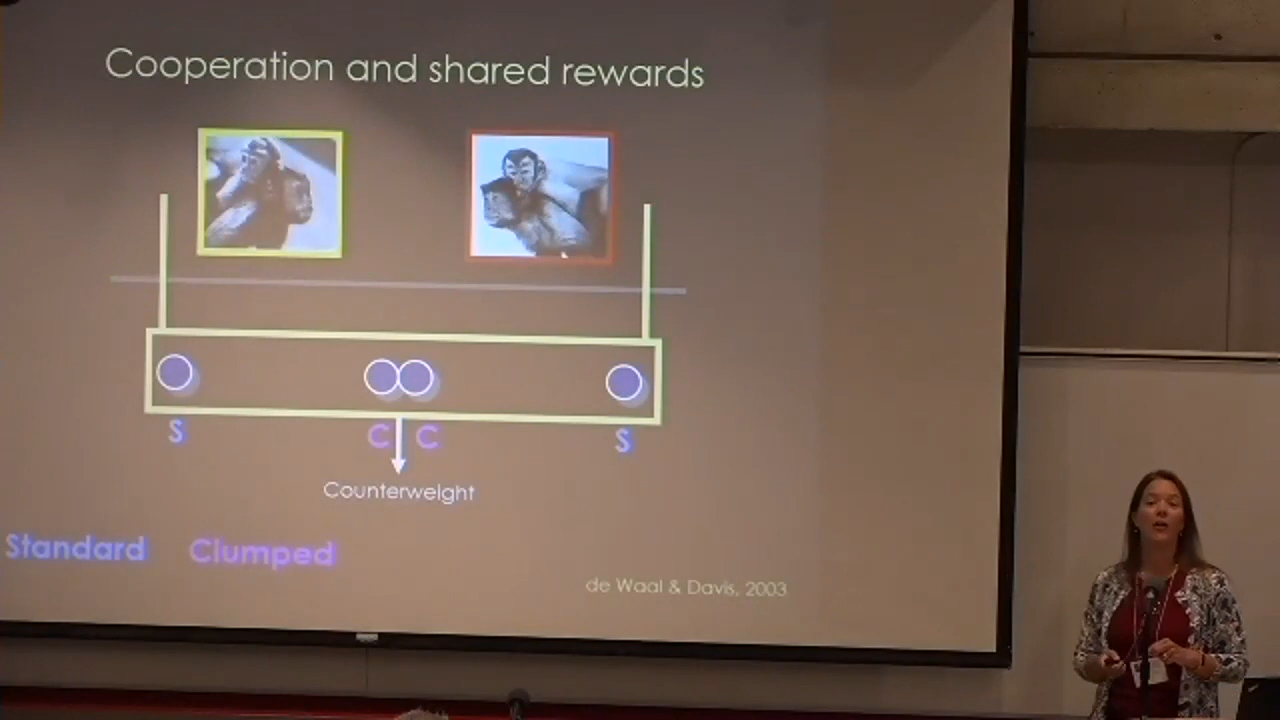 Cooperation and shared rewards
S C C S
Counterweight
Standard Clumped
de Waal & Davis, 2003